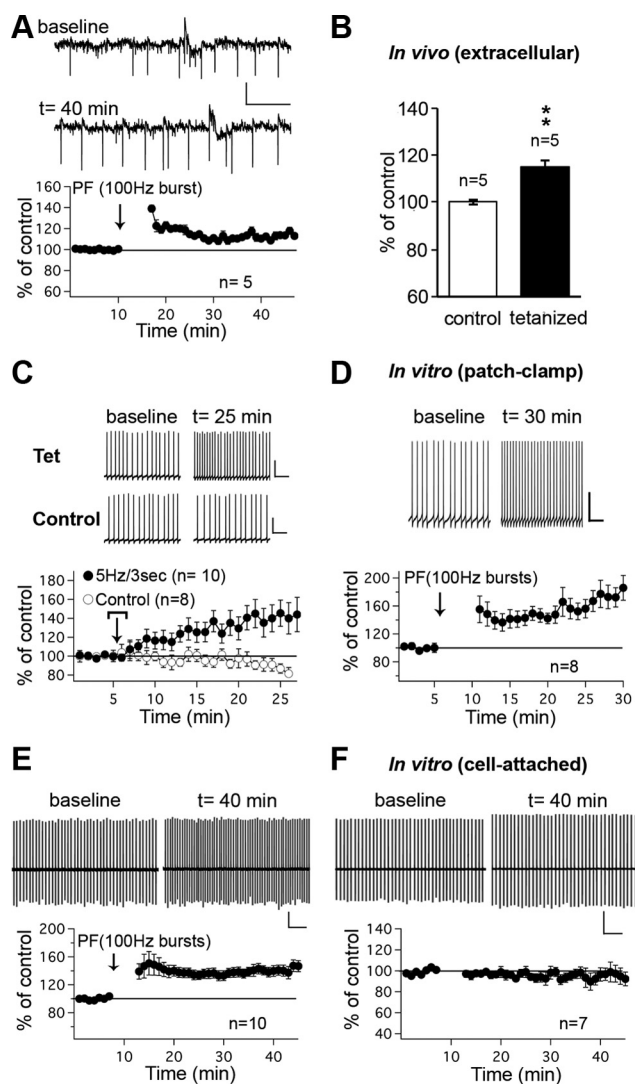 A
baseline
t= 40 min
PF (100Hz burst)
160
140
120
100
80
60
% of control
n= 5
10
20
30
40
Time (min)
B
In vivo (extracellular)
140
120
100
80
60
% of control
**
n=5
n=5
control
tetanized
C
baseline
t= 25 min
Tet
Control
5Hz/3sec (n= 10)
Control (n=8)
180
160
140
120
100
80
% of control
0
5
10
15
20
25
Time (min)
D
In vitro (patch-clamp)
baseline
t= 30 min
PF(100Hz bursts)
200
160
120
80
% of control
n=8
5
10
15
20
25
30
Time (min)
E
baseline
t= 40 min
PF(100Hz bursts)
200
160
120
100
80
60
% of control
n=10
10
20
30
40
Time (min)
F
In vitro (cell-attached)
baseline
t= 40 min
140
120
100
80
60
40
% of control
n=7
10
20
30
40
Time (min)